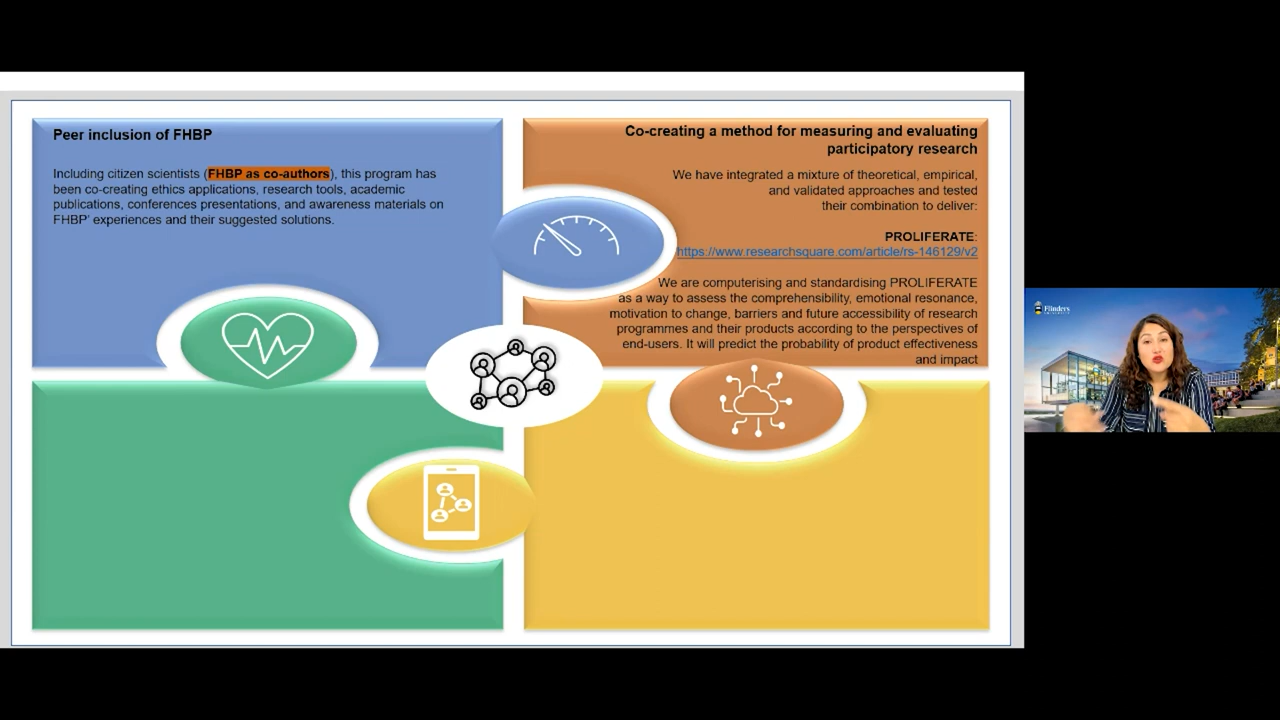 Peer inclusion of FHBP
Including citizen scientists (FHBP as co-authors), this program has
been co-creating ethics applications, research tools, academic
publications, conferences presentations, and awareness materials on
FHBP' experiences and their suggested solutions.
Co-creating a method for measuring and evaluating
participatory research
We have integrated a mixture of theoretical, empirical,
and validated approaches and tested
their combination to deliver:
PROLIFERATE:
https://www.researchsquare.com/article/rs-146129/v2
We are computerising and standardising PROLIFERATE
as a way to assess the comprehensibility, emotional resonance,
motivation to change, barriers and future accessibility of research
programmes and their products according to the perspectives of
end-users. It will predict the probability of product effectiveness
and impact
Flinders
UNIVERSITY